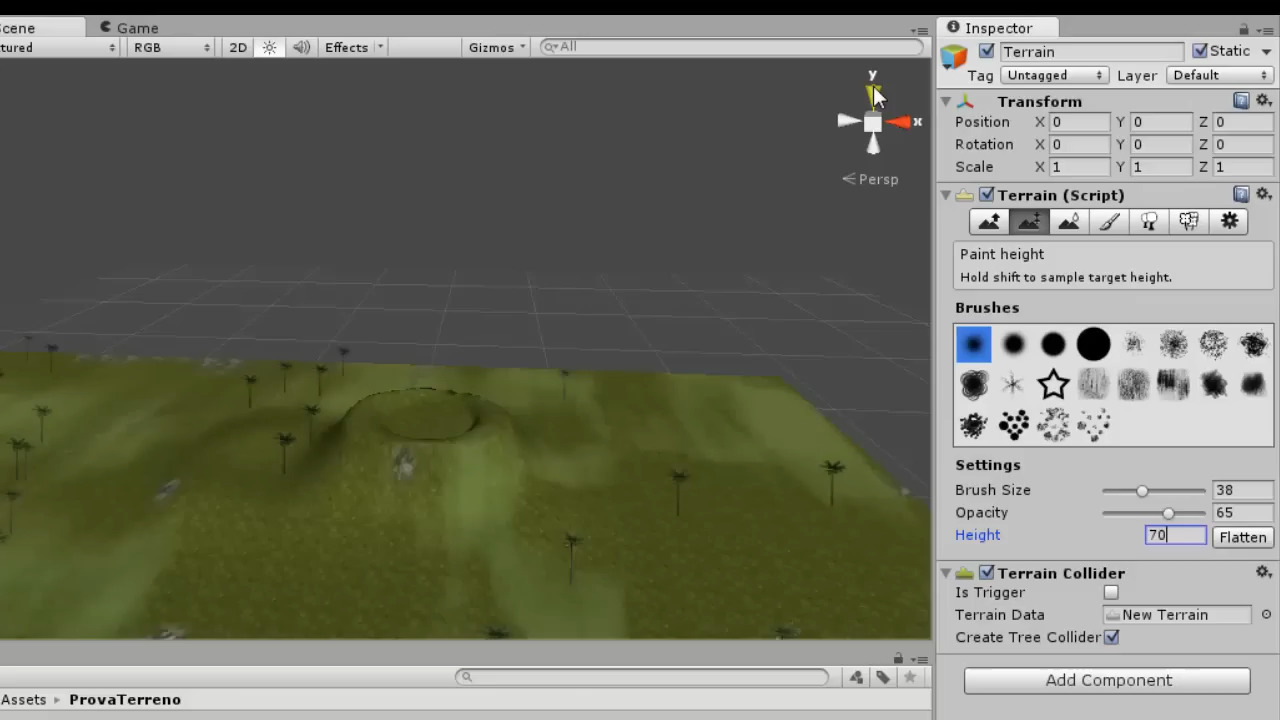 Scene Game
tured RGB 2D Effects Gizmos All
y
x
Persp
Assets ProvaTerreno
Inspector
Terrain Static
Tag Untagged Layer Default
Transform
Position X 0 Y 0 Z 0
Rotation X 0 Y 0 Z 0
Scale X 1 Y 1 Z 1
Terrain (Script)
Paint height
Hold shift to sample target height.
Brushes
Settings
Brush Size 38
Opacity 65
Height 70 Flatten
Terrain Collider
Is Trigger
Terrain Data New Terrain
Create Tree Collider
Add Component